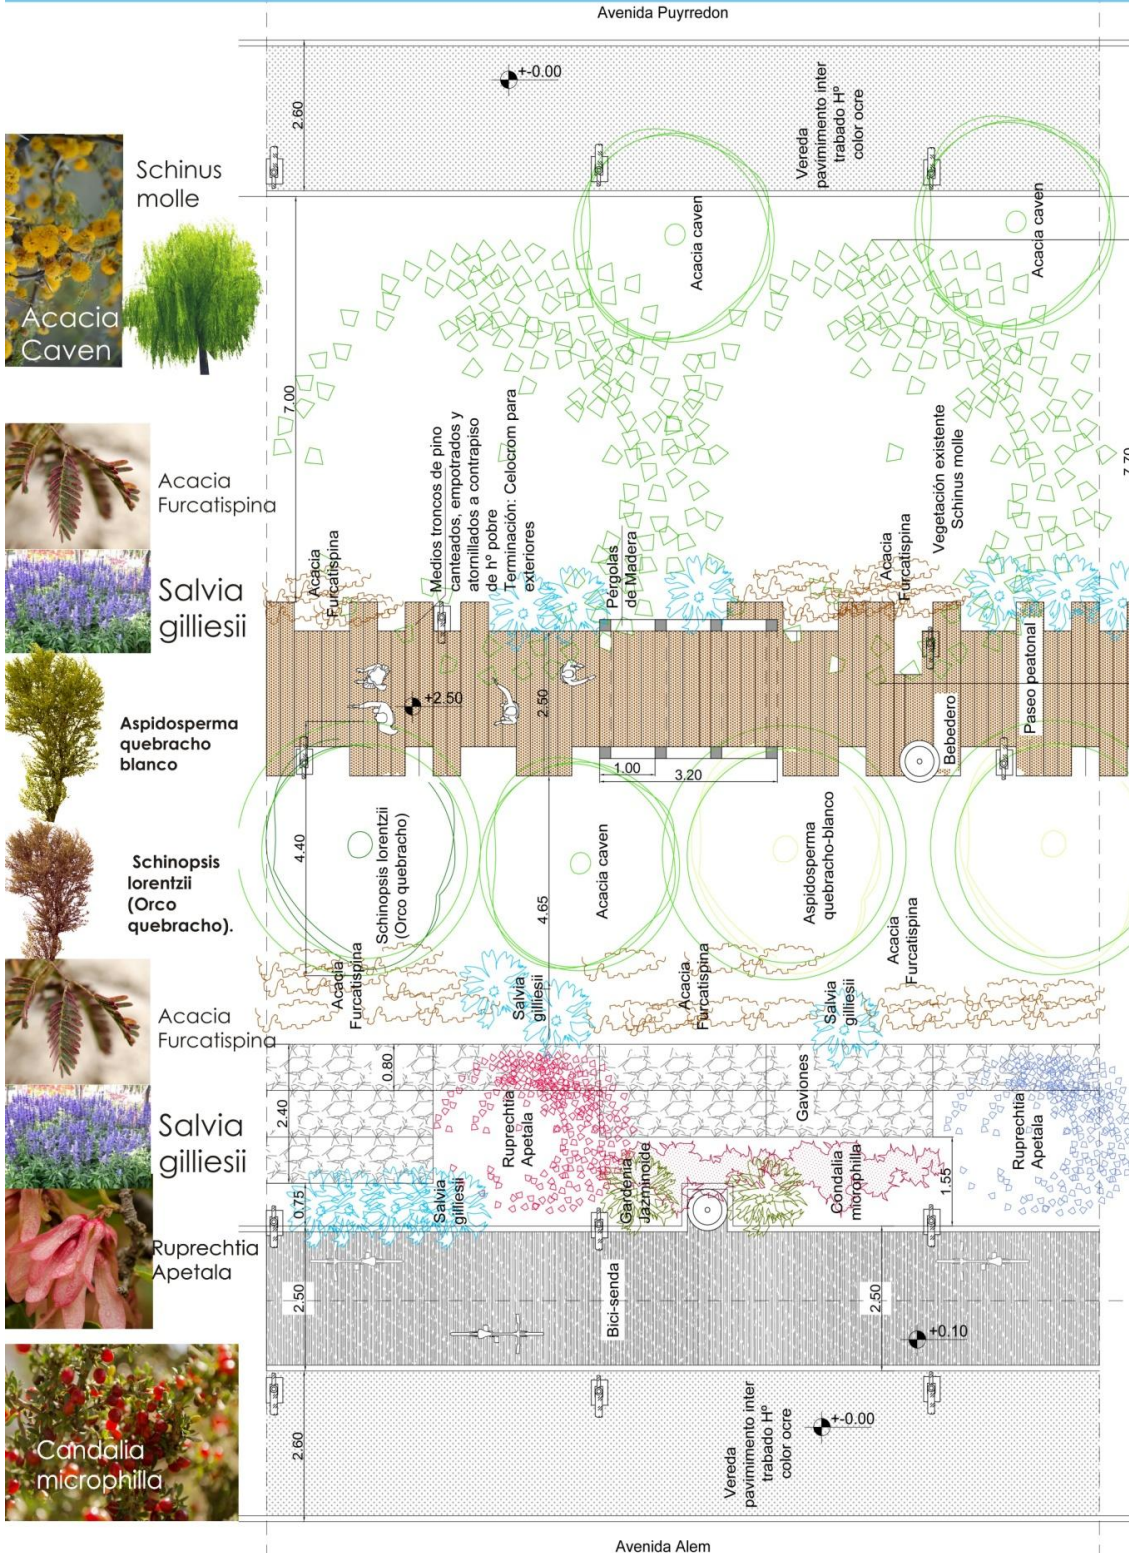 Avenida Puyrredon
+-0.00
2.60
Vereda
pavimimento inter
trabado Hº
color ocre
Schinus
molle
Acacia
Caven
Acacia caven
Acacia caven
7.00
Acacia
Furcatispina
Medios troncos de pino
canteados, empotrados y
atornillados a contrapiso
de hº pobre
Terminación: Celocrom para
exteriores
Vegetación existente
Schinus molle
7.70
Acacia
Furcatispina
Pérgolas
de Madera
Acacia
Furcatispina
Salvia
gilliesii
+2.50
2.50
Paseo peatonal
Bebedero
Aspidosperma
quebracho
blanco
1.00
3.20
4.40
Schinopsis lorentzii
(Orco quebracho)
4.65
Acacia caven
Aspidosperma
quebracho-blanco
Schinopsis
lorentzii
(Orco
quebracho).
Acacia
Furcatispina
Acacia
Furcatispina
Salvia
gilliesii
Acacia
Furcatispina
Salvia
gilliesii
Acacia
Furcatispina
0.80
2.40
Ruprechtia
Apetala
Gaviones
Ruprechtia
Apetala
Salvia
gilliesii
0.75
Salvia
gilliesii
Gardenia
Jazminoide
Condalia
microphilla
1.55
Ruprechtia
Apetala
2.50
Bici-senda
2.50
+0.10
Candalia
microphilla
2.60
Vereda
pavimimento inter
trabado Hº
color ocre
+-0.00
Avenida Alem